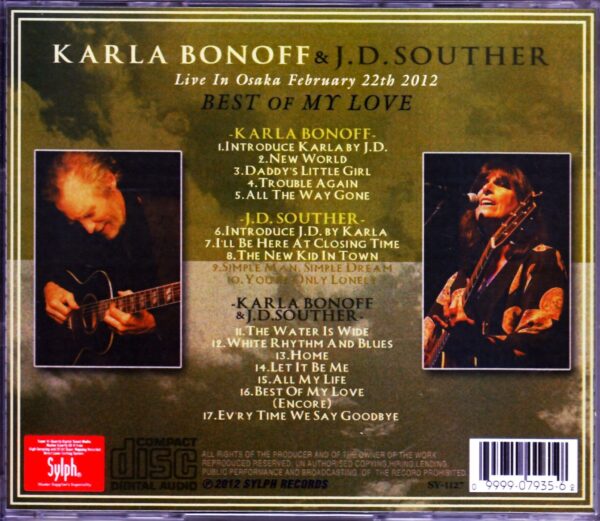 KARLA BONOFF & J.D. SOUTHER
Live In Osaka February 22th 2012
BEST OF MY LOVE
-KARLA BONOFF-
1.INTRODUCE KARLA BY J.D.
2.NEW WORLD
3.DADDY'S LITTLE GIRL
4.TROUBLE AGAIN
5.ALL THE WAY GONE
-J.D. SOUTHER-
6.INTRODUCE J.D. BY KARLA
7.I'LL BE HERE AT CLOSING TIME
8.THE NEW KID IN TOWN
9.SIMPLE MAN, SIMPLE DREAM
10.YOU'RE ONLY LONELY
-KARLA BONOFF
& J.D.SOUTHER-
11.THE WATER IS WIDE
12.WHITE RHYTHM AND BLUES
13.HOME
14.LET IT BE ME
15.ALL MY LIFE
16.BEST OF MY LOVE
(ENCORE)
17.EV'RY TIME WE SAY GOODBYE
Sylph
COMPACT
disc
DIGITAL AUDIO
ALL RIGHTS OF THE PRODUCER AND OF THE OWNER OF THE WORK
REPRODUCED RESERVED. UN AUTHORISED COPYING,HIRING,LENDING,
PUBLIC PERFORMANCE AND BROADCASTING OF THE RECORD PROHIBITED
℗2012 SYLPH RECORDS
SY-1127
0 9999-07935-6